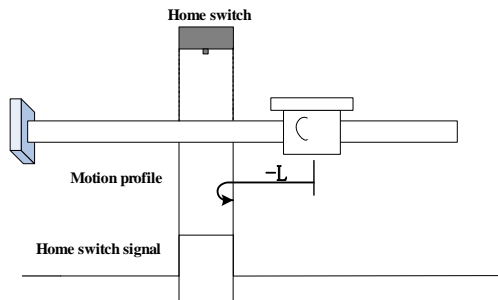 Home switch
Motion profile
−L
Home switch signal